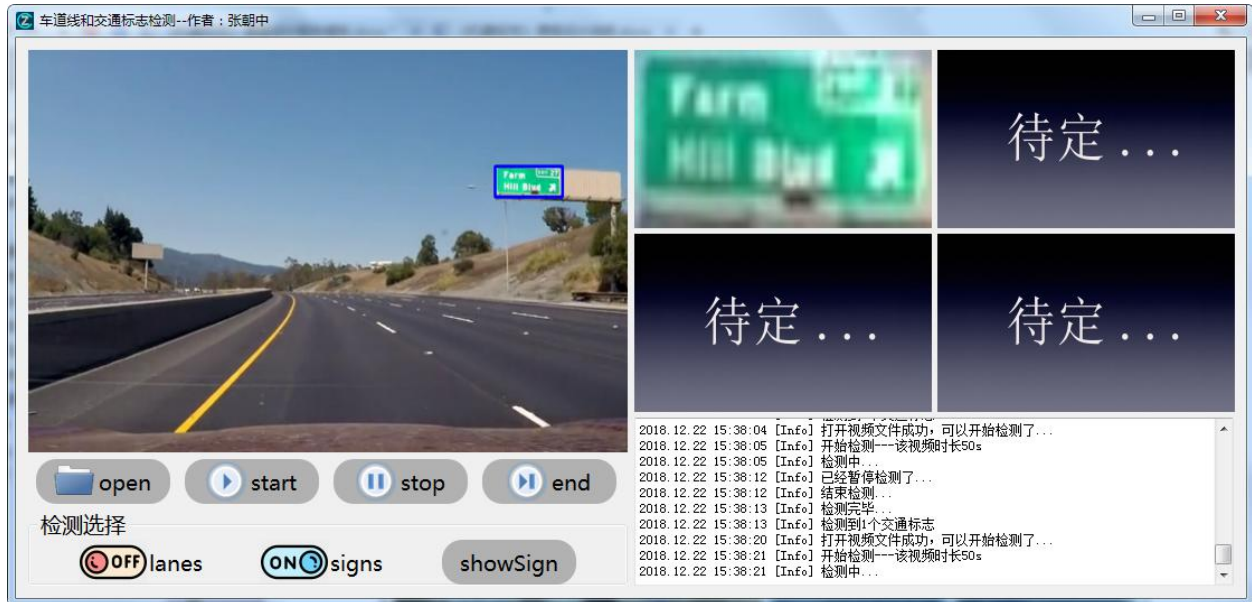 车道线和交通标志检测--作者：张朝中
Farm
Hill Blvd
Farm
Hill Blvd
待定...
待定...
待定...
2018.12.22 15:38:04 [Info] 打开视频文件成功，可以开始检测了...
2018.12.22 15:38:05 [Info] 开始检测---该视频时长50s
2018.12.22 15:38:05 [Info] 检测中...
2018.12.22 15:38:12 [Info] 已经暂停检测了...
2018.12.22 15:38:12 [Info] 结束检测...
2018.12.22 15:38:13 [Info] 检测完毕...
2018.12.22 15:38:13 [Info] 检测到1个交通标志
2018.12.22 15:38:20 [Info] 打开视频文件成功，可以开始检测了...
2018.12.22 15:38:21 [Info] 开始检测---该视频时长50s
2018.12.22 15:38:21 [Info] 检测中...
open
start
stop
end
检测选择
OFF lanes
ON signs
showSign